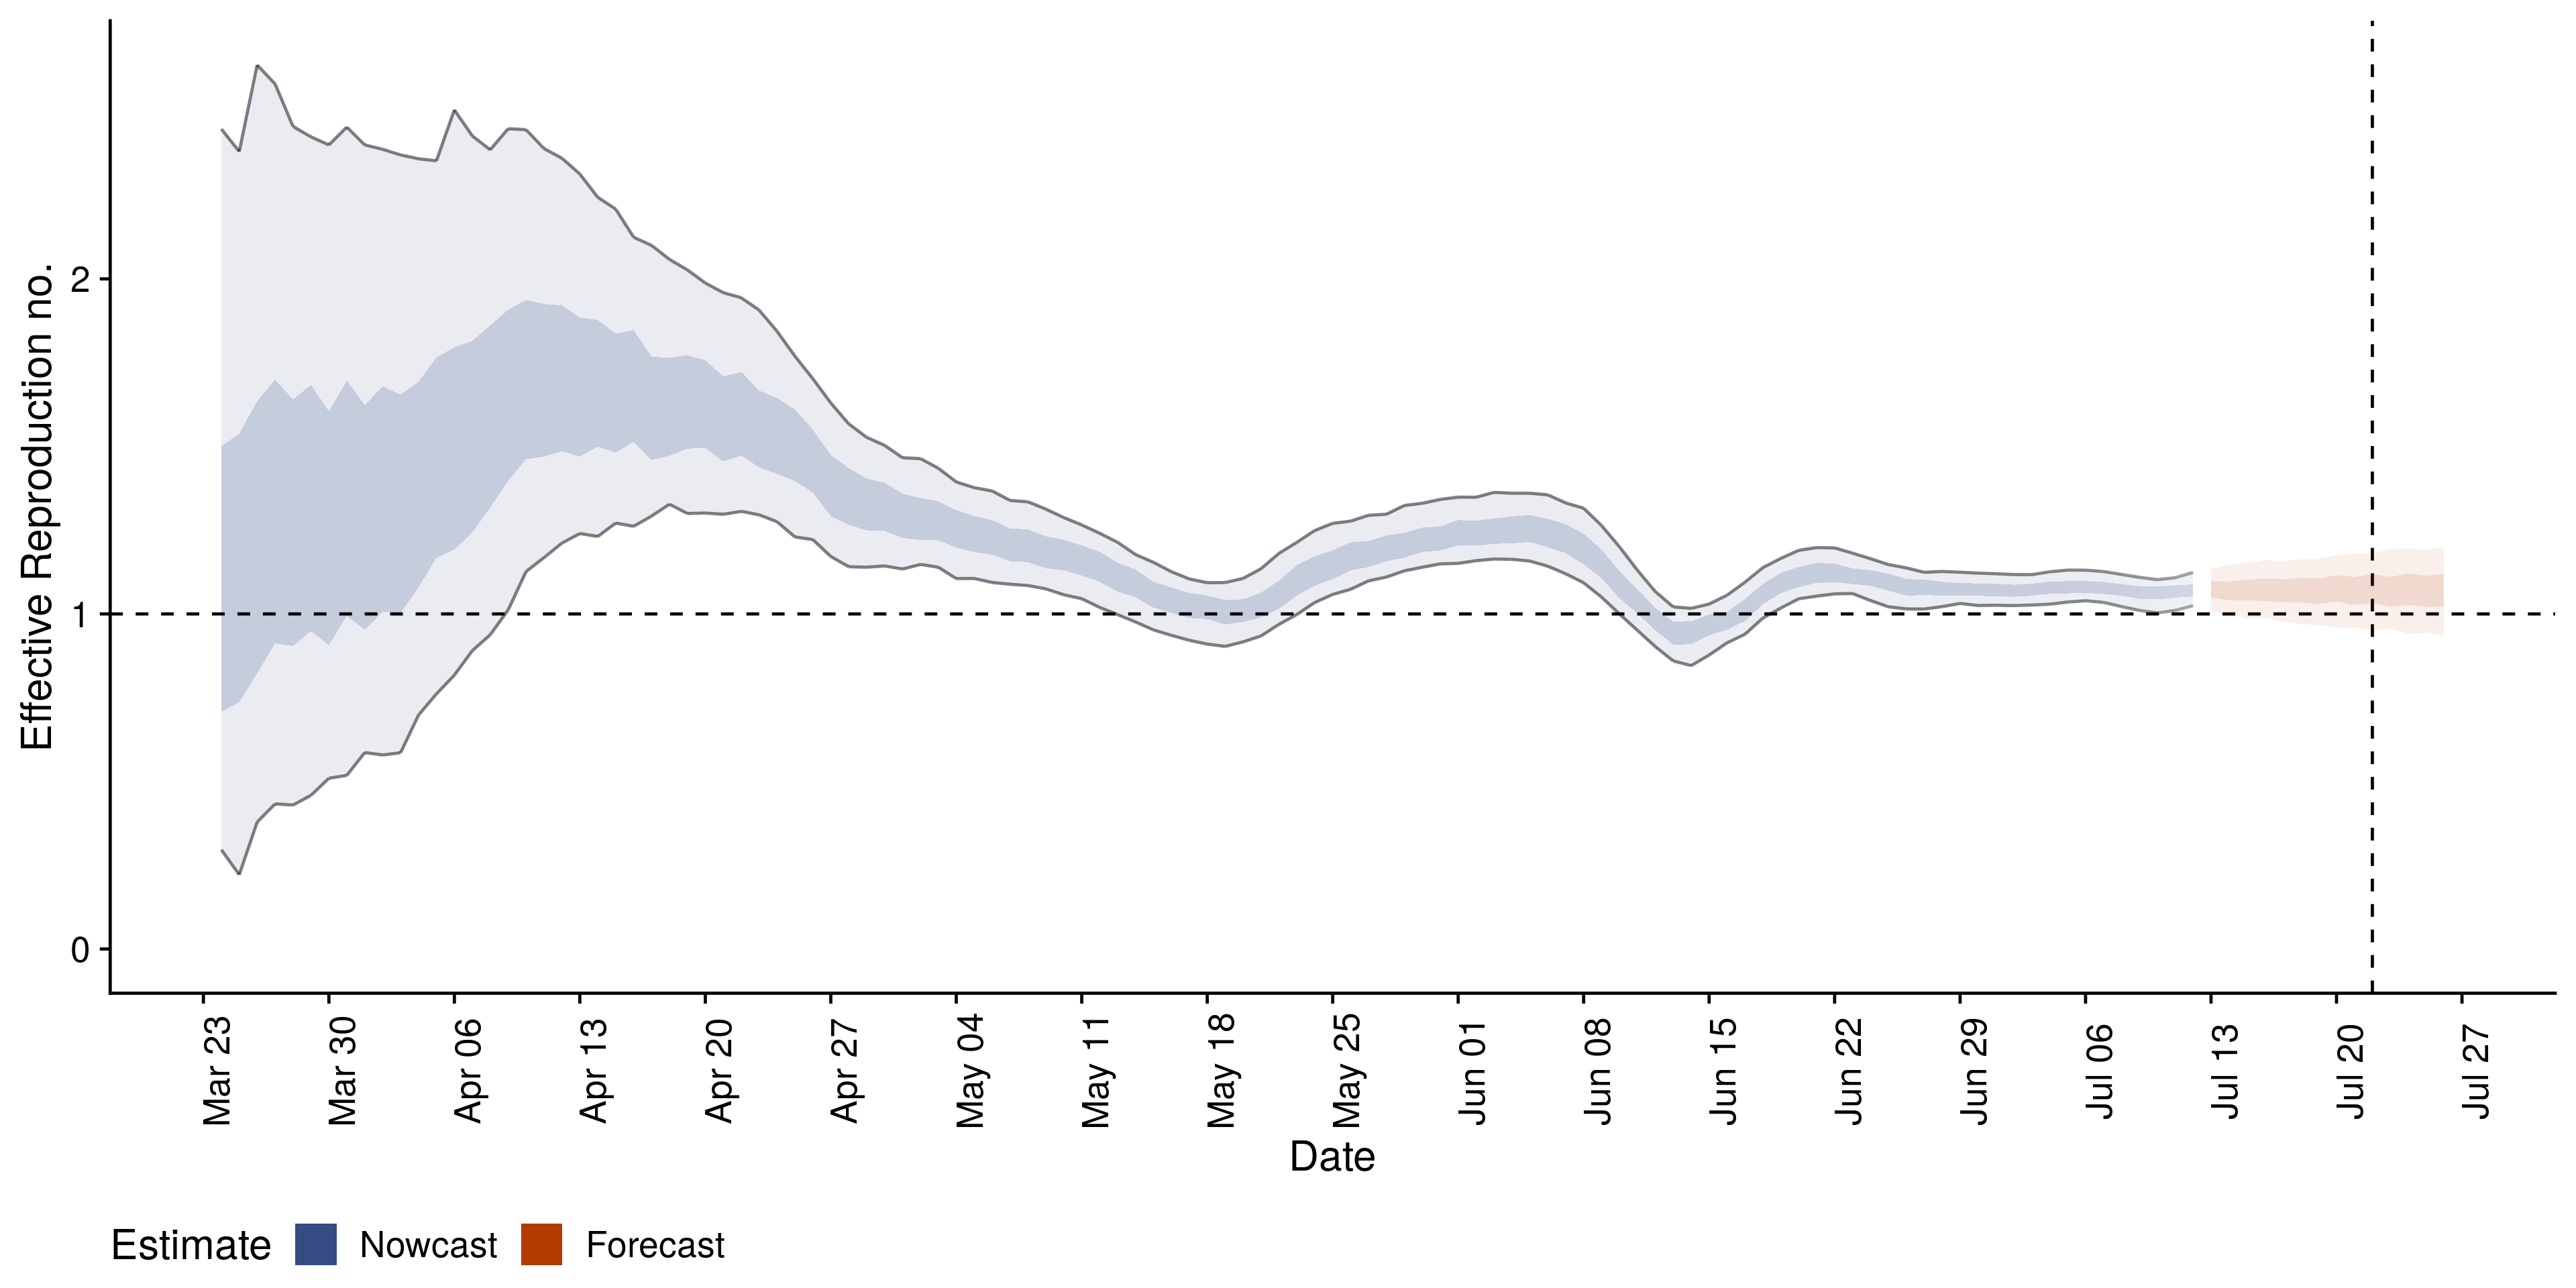 Effective Reproduction no.
2
1
0
Mar 23
Mar 30
Apr 06
Apr 13
Apr 20
Apr 27
May 04
May 11
May 18
May 25
Jun 01
Jun 08
Jun 15
Jun 22
Jun 29
Jul 06
Jul 13
Jul 20
Jul 27
Date
Estimate Nowcast Forecast